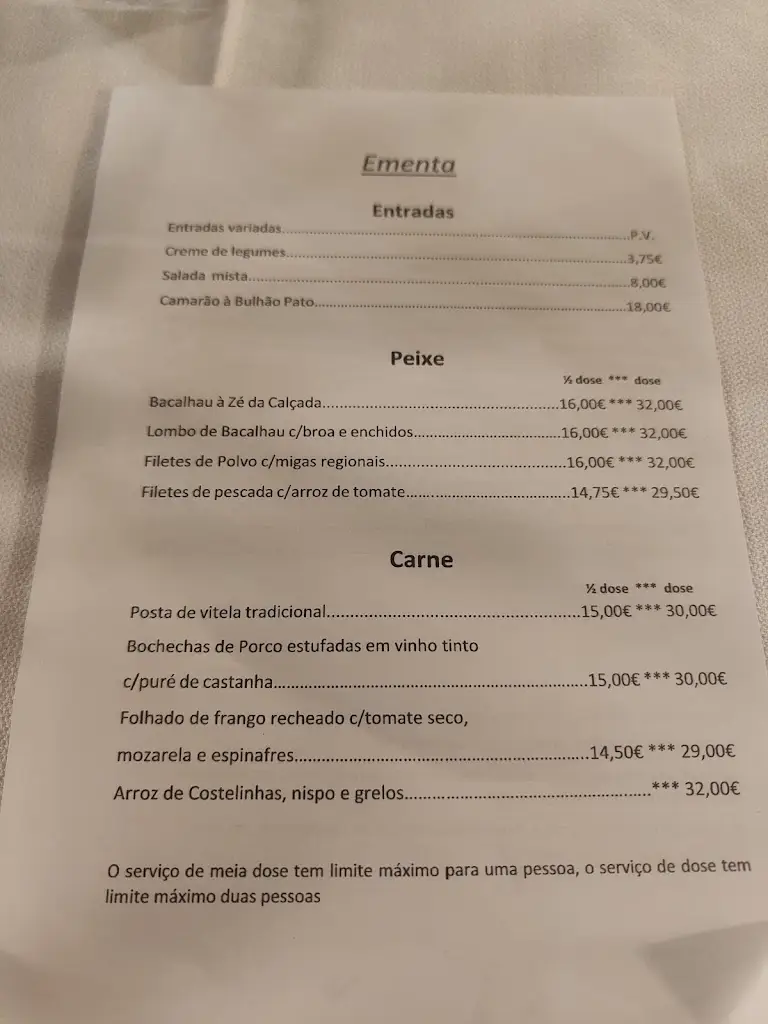 Ementa
Entradas
Entradas variadas..........P.V.
Creme de legumes..........3,75€
Salada mista..........8,00€
Camarão à Bulhão Pato..........18,00€
Peixe
½ dose *** dose
Bacalhau à Zé da Calçada..........16,00€ *** 32,00€
Lombo de Bacalhau c/broa e enchidos..........16,00€ *** 32,00€
Filetes de Polvo c/migas regionais..........16,00€ *** 32,00€
Filetes de pescada c/arroz de tomate..........14,75€ *** 29,50€
Carne
½ dose *** dose
Posta de vitela tradicional..........15,00€ *** 30,00€
Bochechas de Porco estufadas em vinho tinto
c/puré de castanha..........15,00€ *** 30,00€
Folhado de frango recheado c/tomate seco,
mozarela e espinafres..........14,50€ *** 29,00€
Arroz de Costelinhas, nispo e grelos..........*** 32,00€
O serviço de meia dose tem limite máximo para uma pessoa, o serviço de dose tem
limite máximo duas pessoas